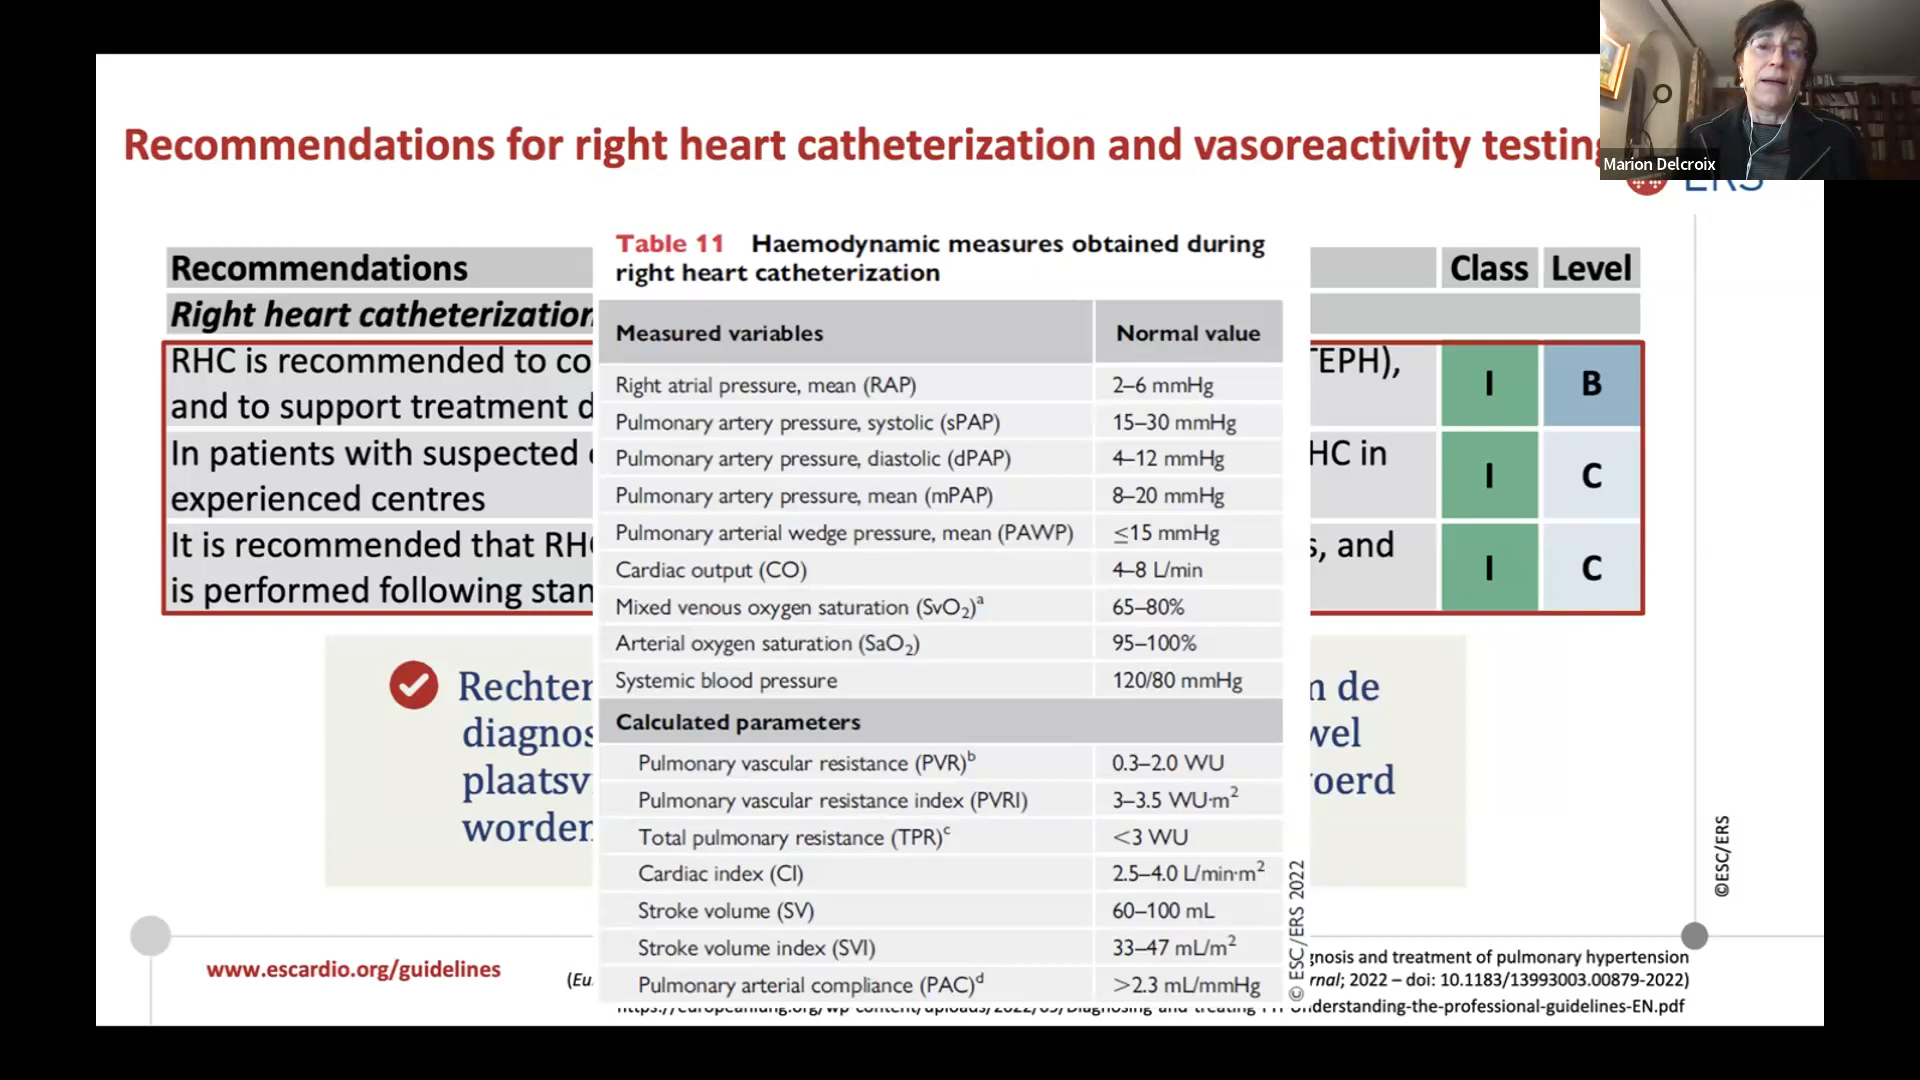 Marion Delcroix
Recommendations for right heart catheterization and vasoreactivity testing
ERS
Recommendations
Class Level
Right heart catheterization
RHC is recommended to co
TEPH),
and to support treatment d
I B
In patients with suspected
HC in
experienced centres
I C
It is recommended that RH
s, and
is performed following stan
I C
Table 11 Haemodynamic measures obtained during
right heart catheterization
Measured variables Normal value
Right atrial pressure, mean (RAP) 2–6 mmHg
Pulmonary artery pressure, systolic (sPAP) 15–30 mmHg
Pulmonary artery pressure, diastolic (dPAP) 4–12 mmHg
Pulmonary artery pressure, mean (mPAP) 8–20 mmHg
Pulmonary arterial wedge pressure, mean (PAWP) ≤15 mmHg
Cardiac output (CO) 4–8 L/min
Mixed venous oxygen saturation (SvO₂)ᵃ 65–80%
Arterial oxygen saturation (SaO₂) 95–100%
Systemic blood pressure 120/80 mmHg
Calculated parameters
Pulmonary vascular resistance (PVR)ᵇ 0.3–2.0 WU
Pulmonary vascular resistance index (PVRI) 3–3.5 WU·m²
Total pulmonary resistance (TPR)ᶜ <3 WU
Cardiac index (CI) 2.5–4.0 L/min·m²
Stroke volume (SV) 60–100 mL
Stroke volume index (SVI) 33–47 mL/m²
Pulmonary arterial compliance (PAC)ᵈ >2.3 mL/mmHg
© ESC/ERS 2022
Rechter
m de
diagnos
wel
plaatsv
voerd
worden
©ESC/ERS
www.escardio.org/guidelines
(Eu
gnosis and treatment of pulmonary hypertension
rnal; 2022 – doi: 10.1183/13993003.00879-2022)
nderstanding-the-professional-guidelines-EN.pdf